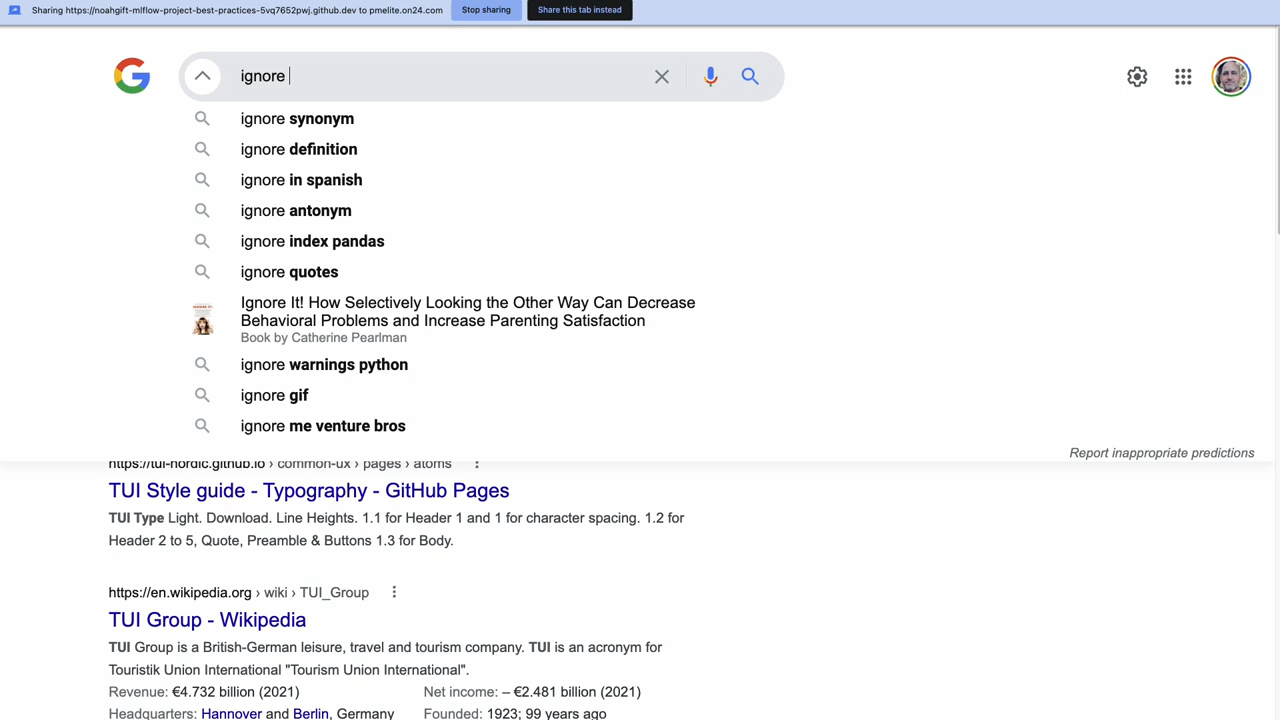 Sharing https://noahgift-mlflow-project-best-practices-5vq7652pwj.github.dev to pmelite.on24.com
Stop sharing
Share this tab instead
ignore
ignore synonym
ignore definition
ignore in spanish
ignore antonym
ignore index pandas
ignore quotes
Ignore It! How Selectively Looking the Other Way Can Decrease
Behavioral Problems and Increase Parenting Satisfaction
Book by Catherine Pearlman
ignore warnings python
ignore gif
ignore me venture bros
Report inappropriate predictions
https://tui-nordic.github.io › common-ux › pages › atoms
TUI Style guide - Typography - GitHub Pages
TUI Type Light. Download. Line Heights. 1.1 for Header 1 and 1 for character spacing. 1.2 for
Header 2 to 5, Quote, Preamble & Buttons 1.3 for Body.
https://en.wikipedia.org › wiki › TUI_Group
TUI Group - Wikipedia
TUI Group is a British-German leisure, travel and tourism company. TUI is an acronym for
Touristik Union International "Tourism Union International".
Revenue: €4.732 billion (2021) Net income: – €2.481 billion (2021)
Headquarters: Hannover and Berlin, Germany Founded: 1923; 99 years ago